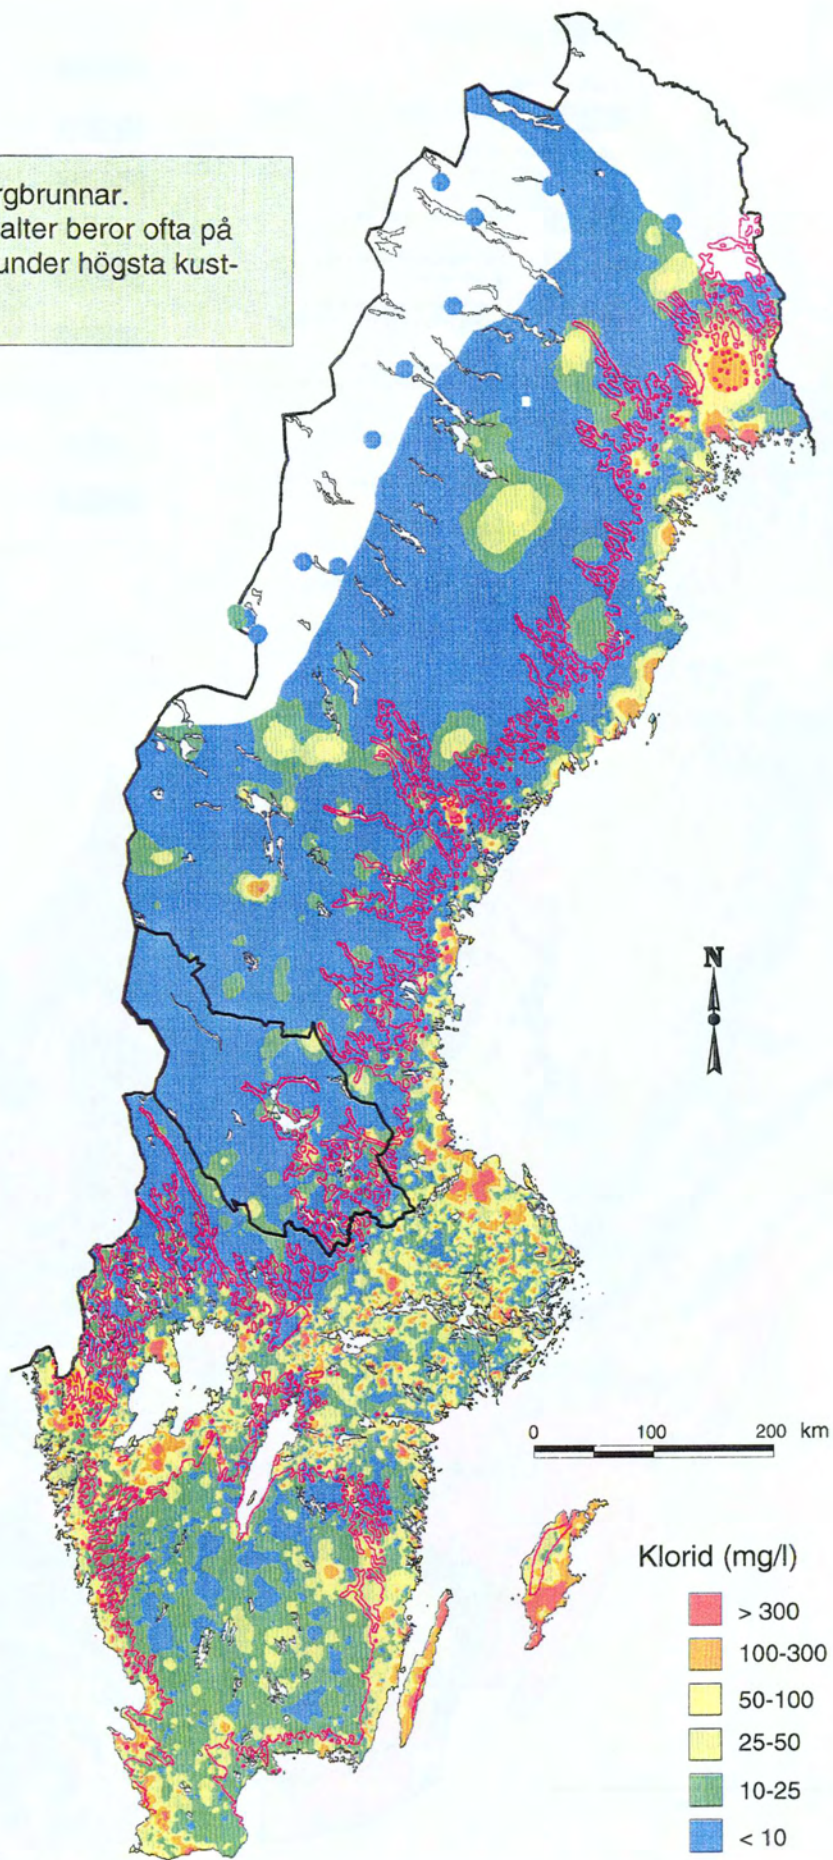 rgbrunnar.
alter beror ofta på
under högsta kust-
N
0 100 200 km
Klorid (mg/l)
> 300
100-300
50-100
25-50
10-25
< 10